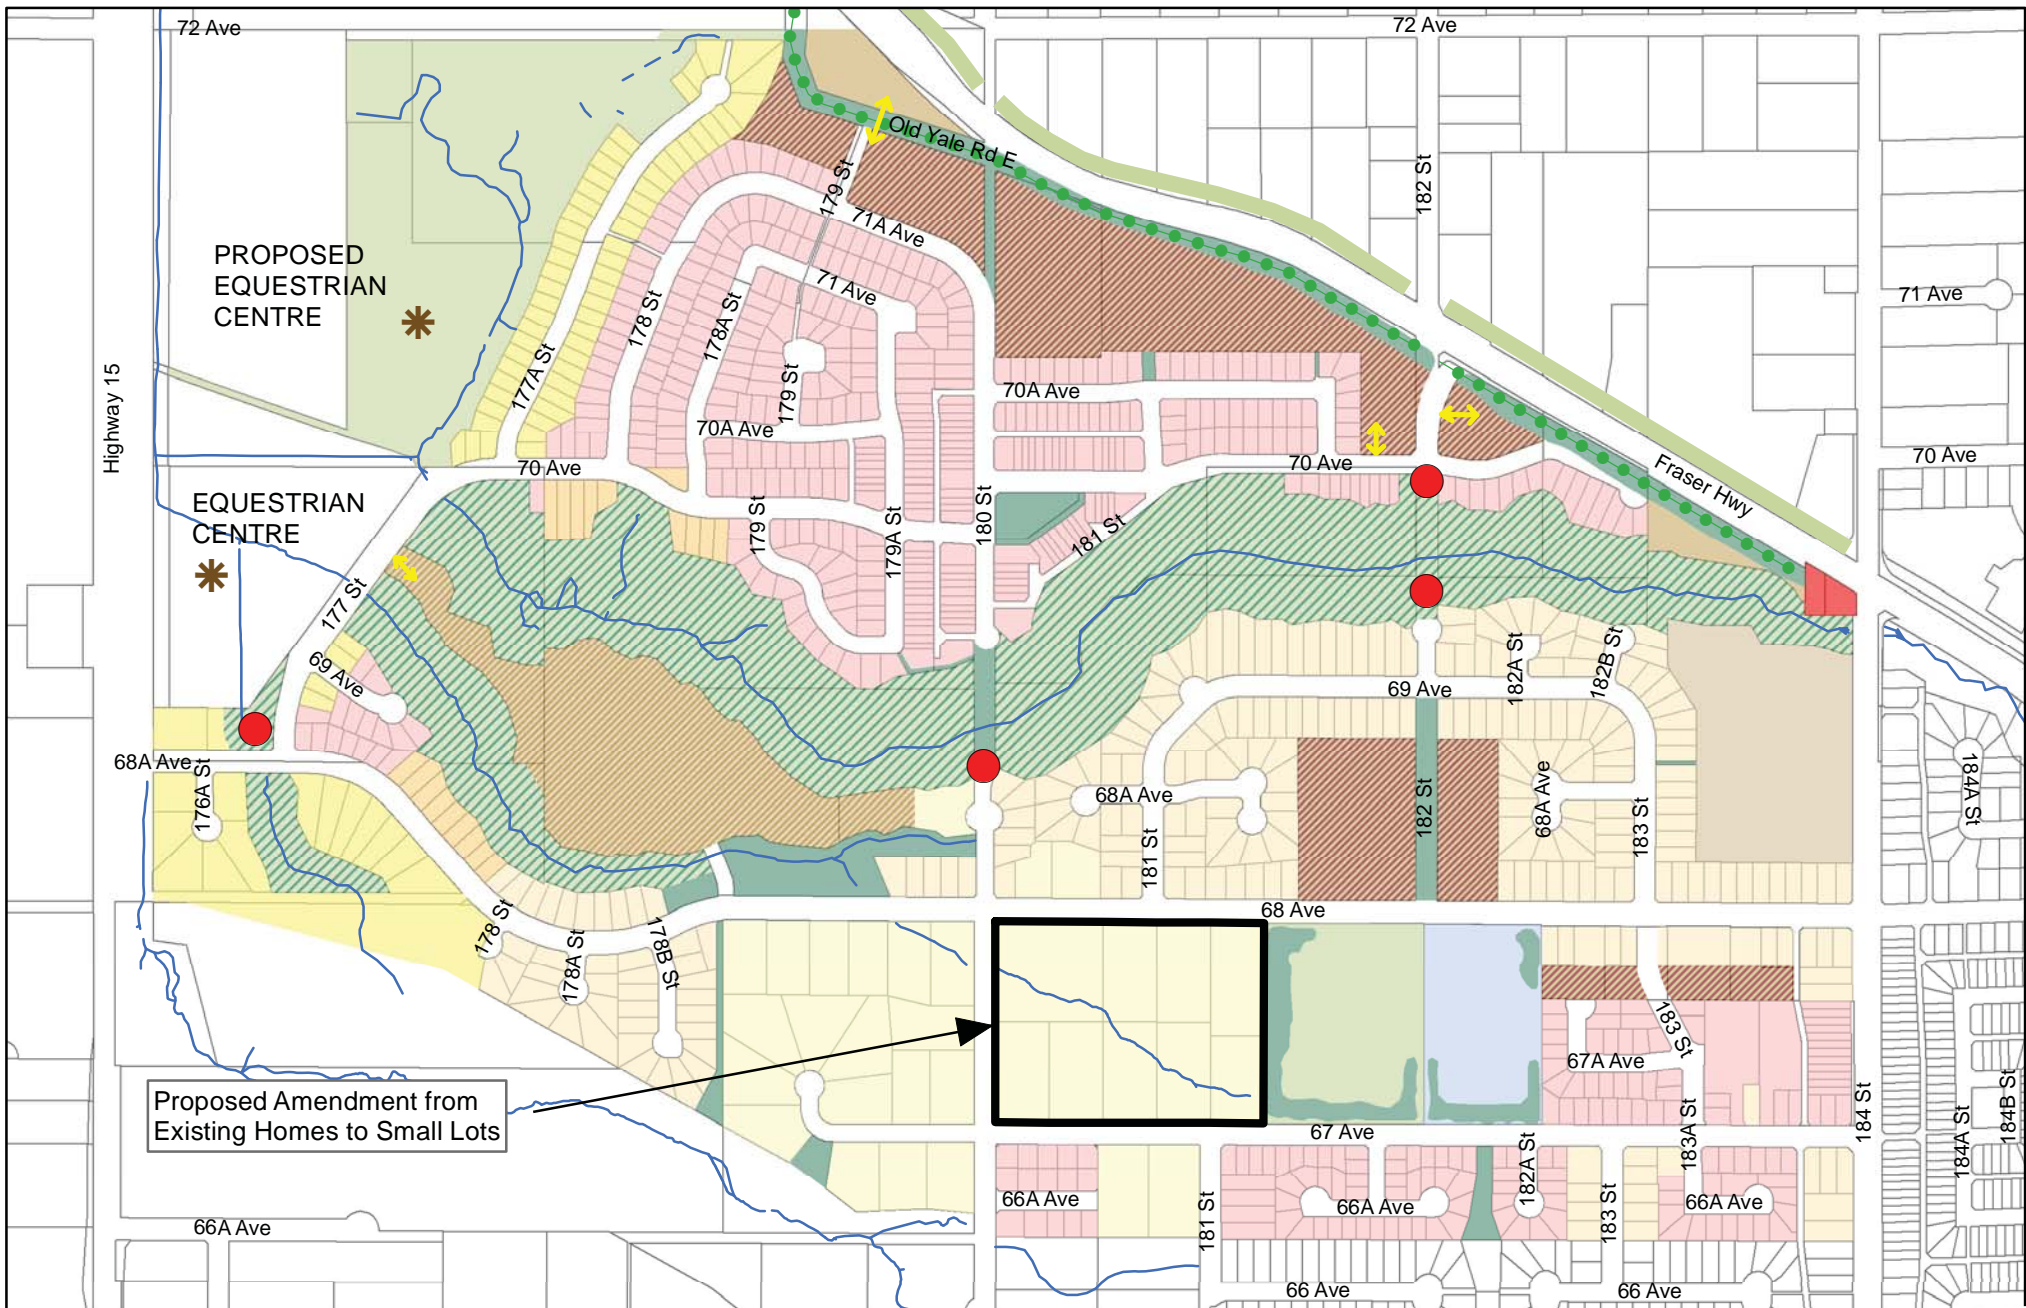 72 Ave
72 Ave
Old Yale Rd E
182 St
179 St
71A Ave
PROPOSED
EQUESTRIAN
CENTRE
71 Ave
71 Ave
178 St
178A St
177A St
Highway 15
179 St
70A Ave
70A Ave
70 Ave
70 Ave
70 Ave
Fraser Hwy
EQUESTRIAN
CENTRE
179 St
179A St
180 St
181 St
177 St
69 Ave
69 Ave
182A St
182B St
68A Ave
176A St
68A Ave
181 St
182 St
68A Ave
183 St
184A St
68 Ave
178 St
178A St
178B St
183 St
67A Ave
Proposed Amendment from
Existing Homes to Small Lots
67 Ave
183A St
184 St
184A St
184B St
66A Ave
66A Ave
181 St
66A Ave
182A St
183 St
66A Ave
66 Ave
66 Ave